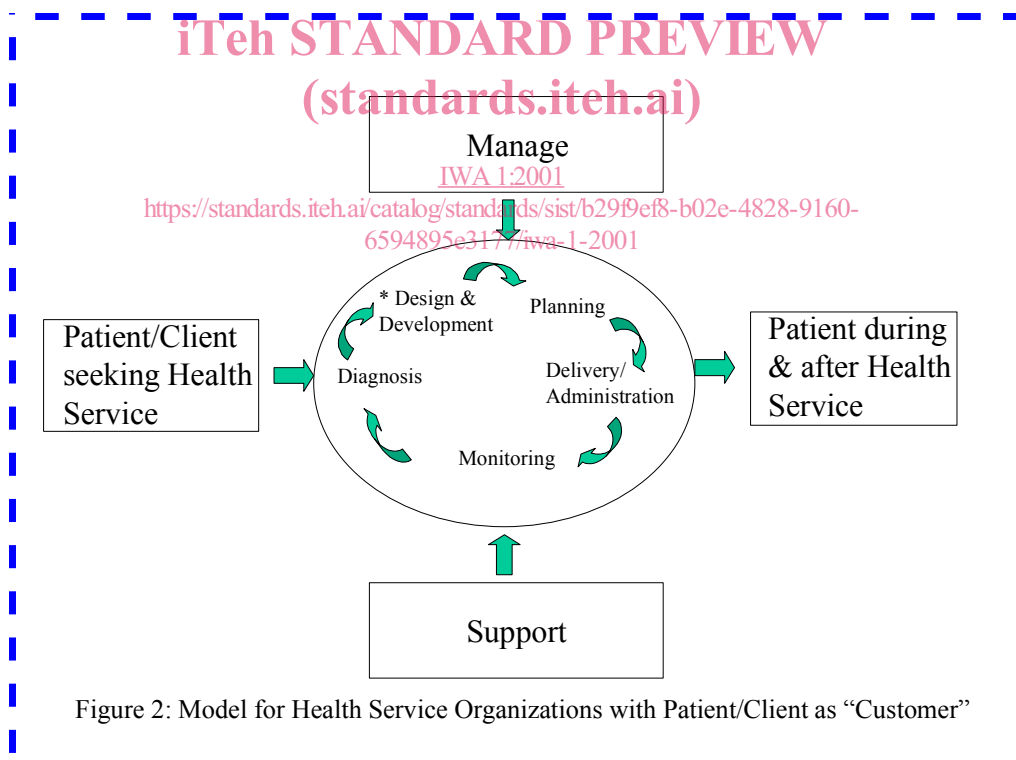 iTeh STANDARD PREVIEW
(standards.iteh.ai)
Manage
IWA 1:2001
https://standards.iteh.ai/catalog/standards/sist/b29f9ef8-b02e-4828-9160-
6594895e3177/iwa-1-2001
* Design &
Development
Planning
Patient/Client
seeking Health
Service
Diagnosis
Delivery/
Administration
Patient during
& after Health
Service
Monitoring
Support
Figure 2: Model for Health Service Organizations with Patient/Client as “Customer”